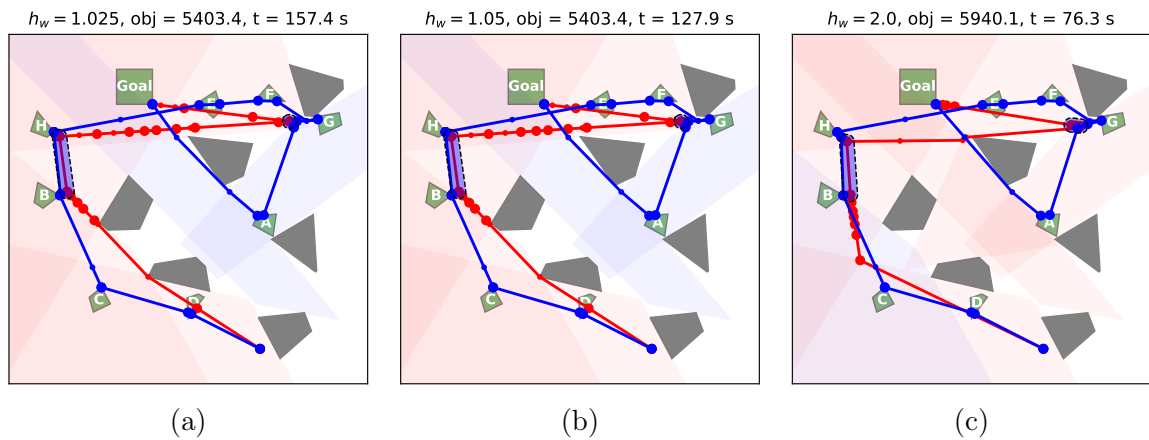 h_w = 1.025, obj = 5403.4, t = 157.4 s
h_w = 1.05, obj = 5403.4, t = 127.9 s
h_w = 2.0, obj = 5940.1, t = 76.3 s
Goal
E
F
G
H
B
A
C
D
Goal
E
F
G
H
B
A
C
D
Goal
E
F
G
H
B
A
C
D
(a)
(b)
(c)